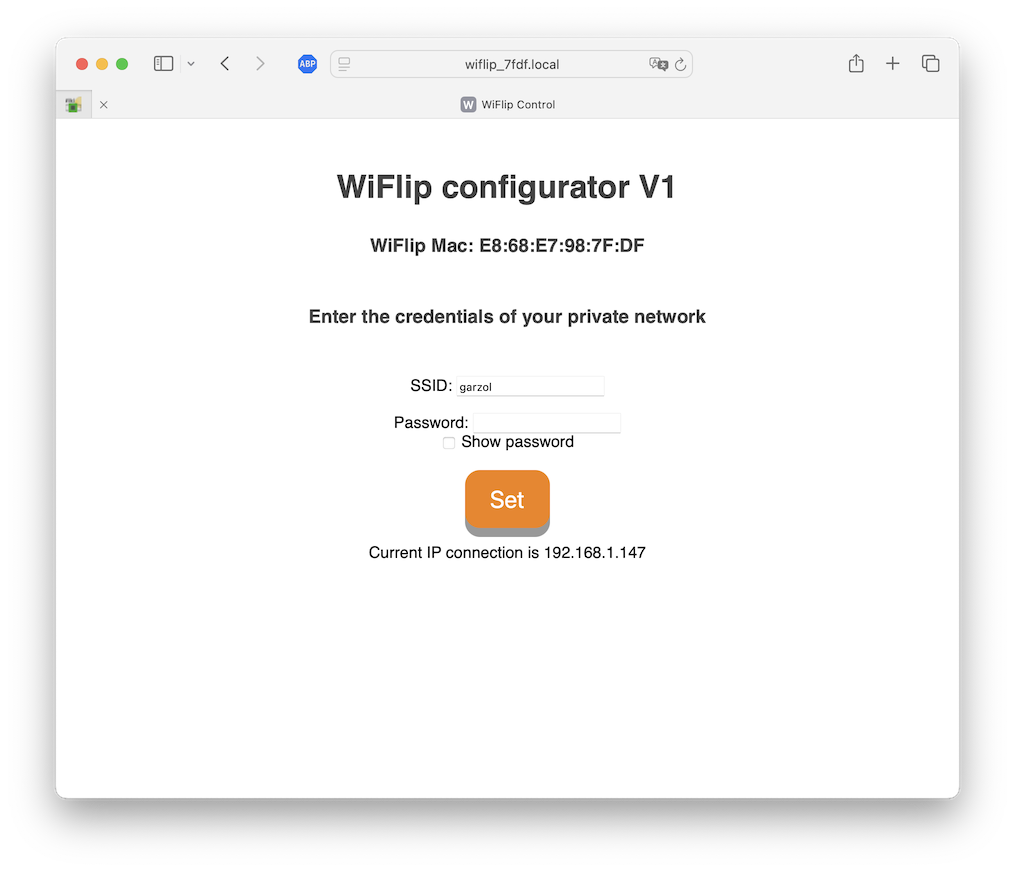 ABP
wiflip_7fdf.local
W WiFlip Control
WiFlip configurator V1
WiFlip Mac: E8:68:E7:98:7F:DF
Enter the credentials of your private network
SSID: garzol
Password:
Show password
Set
Current IP connection is 192.168.1.147